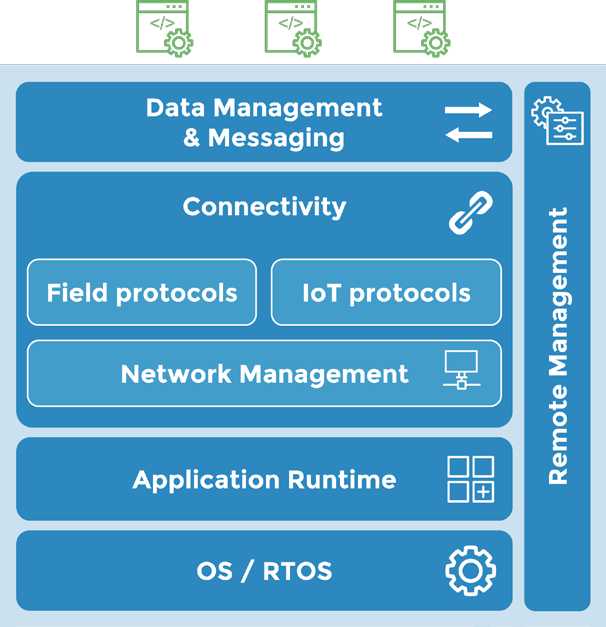 </>
</>
</>
Data Management
& Messaging
Connectivity
Field protocols
IoT protocols
Network Management
Application Runtime
OS / RTOS
Remote Management